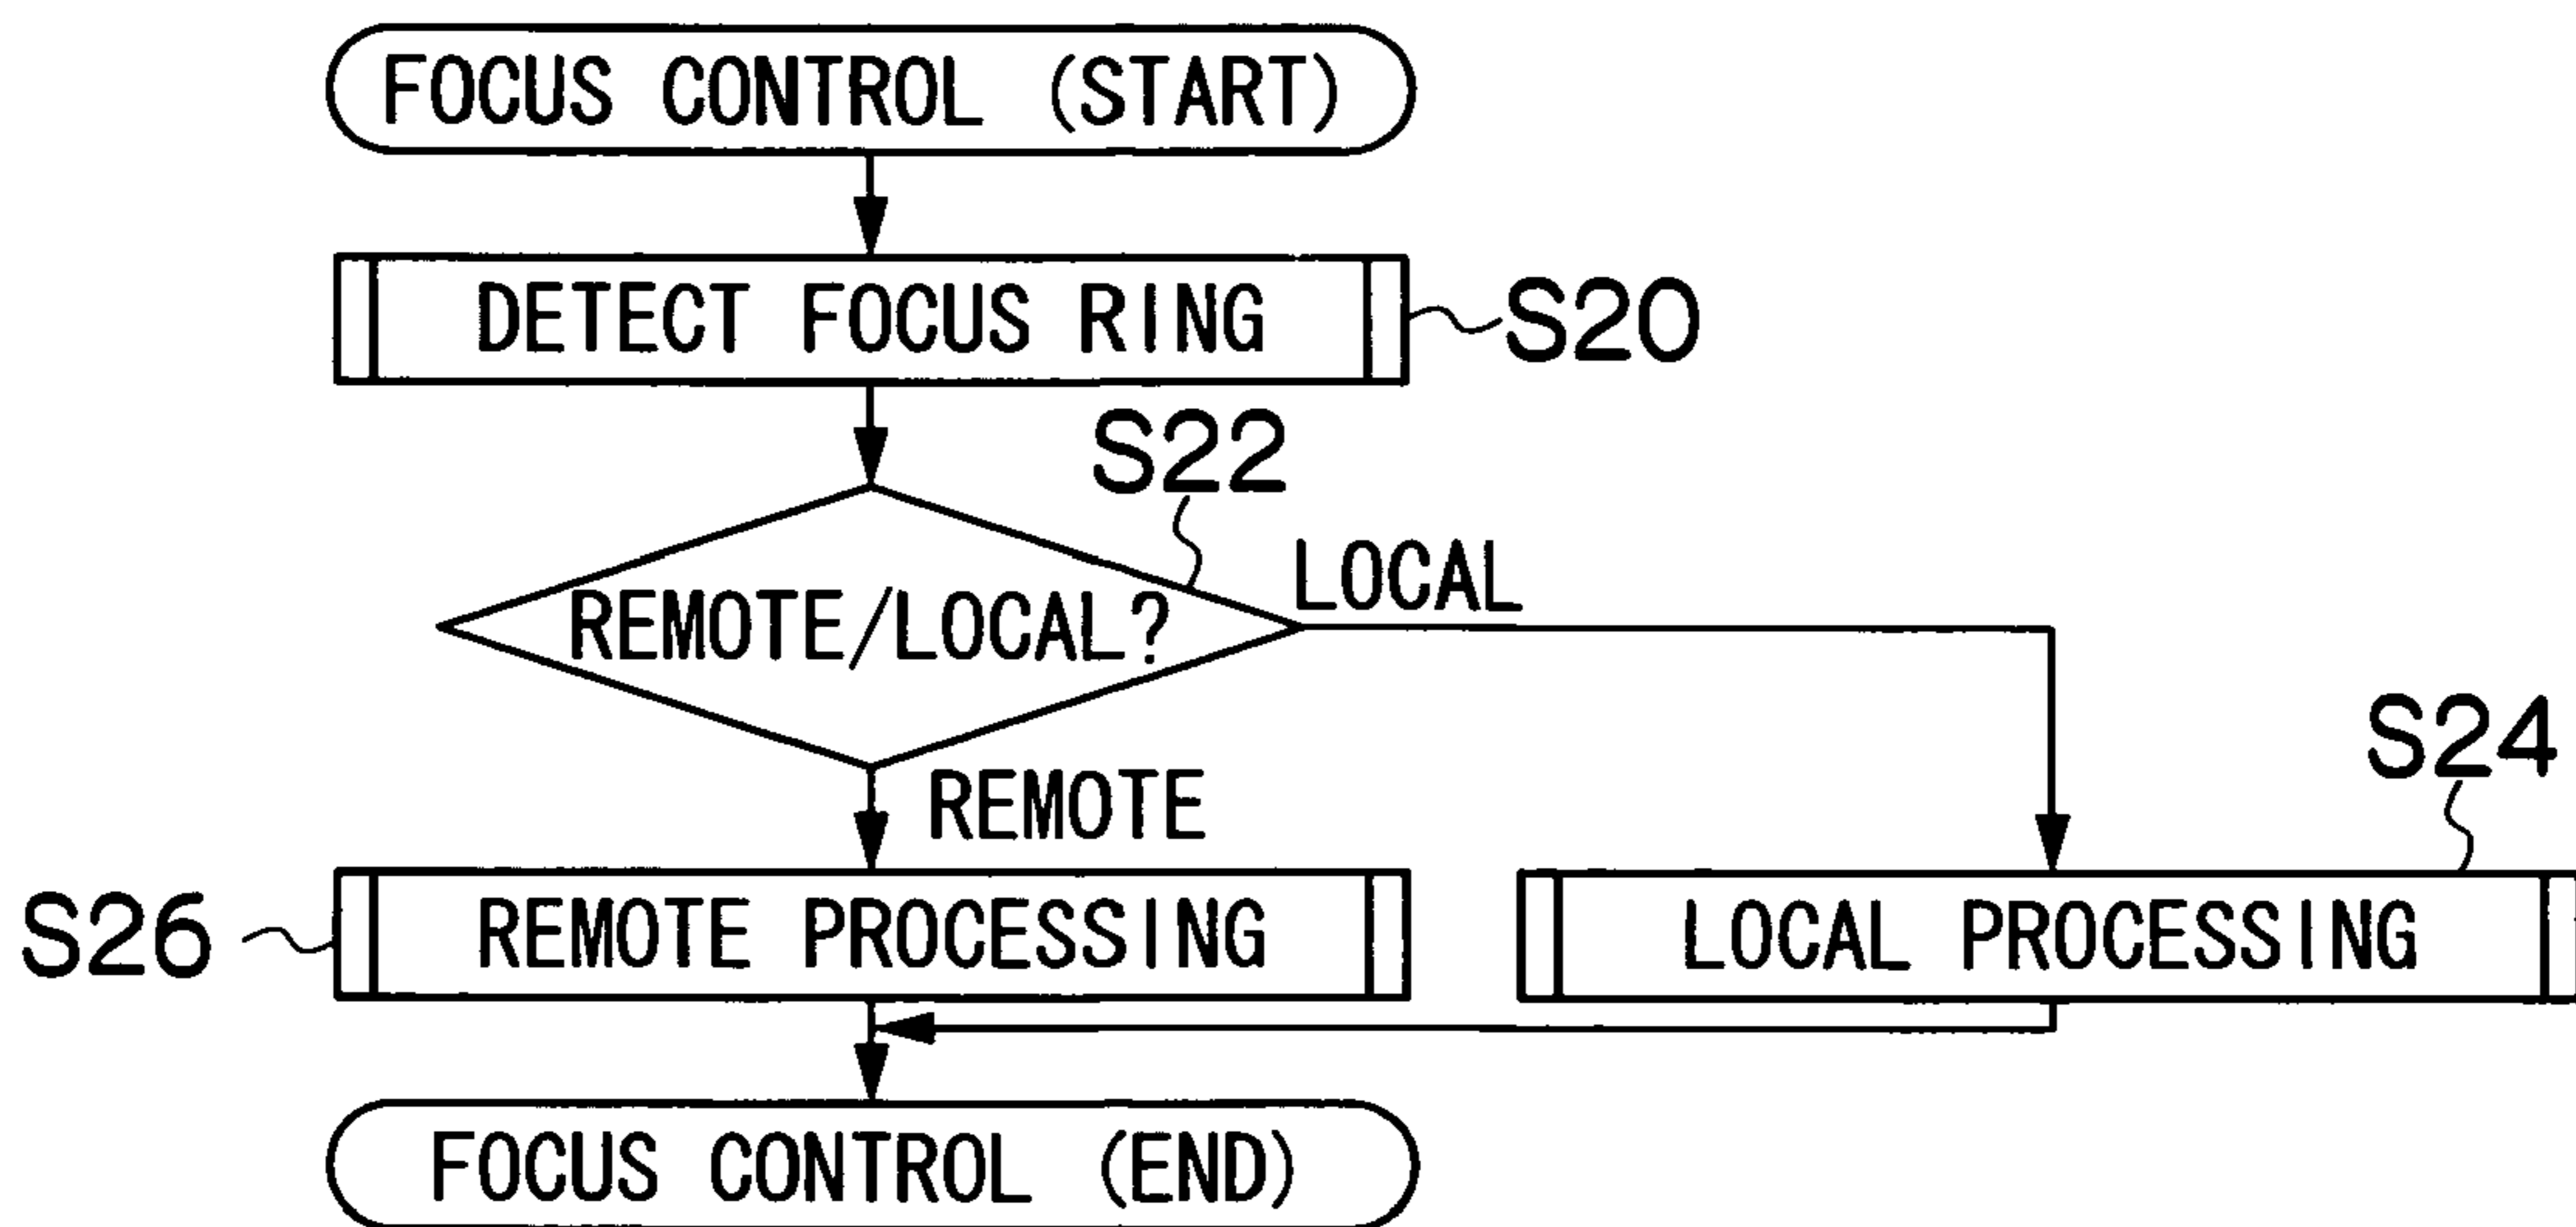 FOCUS CONTROL (START)
DETECT FOCUS RING
S20
S22
REMOTE/LOCAL?
LOCAL
REMOTE
S24
S26
REMOTE PROCESSING
LOCAL PROCESSING
FOCUS CONTROL (END)